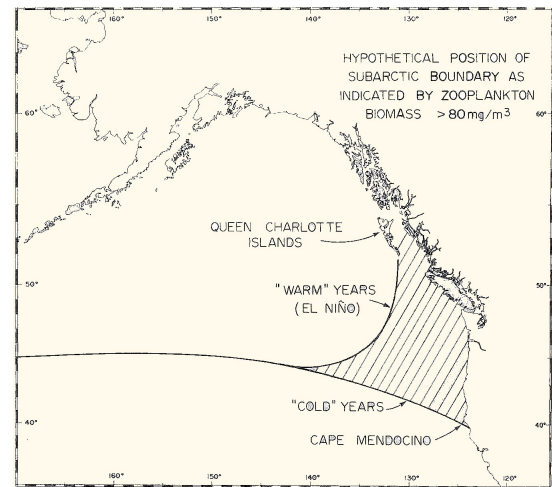 160°
150°
140°
130°
120°
HYPOTHETICAL POSITION OF
SUBARCTIC BOUNDARY AS
INDICATED BY ZOOPLANKTON
BIOMASS >80mg/m³
60°
60°
QUEEN CHARLOTTE
ISLANDS
50°
50°
"WARM" YEARS
(EL NIÑO)
40°
40°
"COLD" YEARS
CAPE MENDOCINO
160°
150°
140°
130°
120°